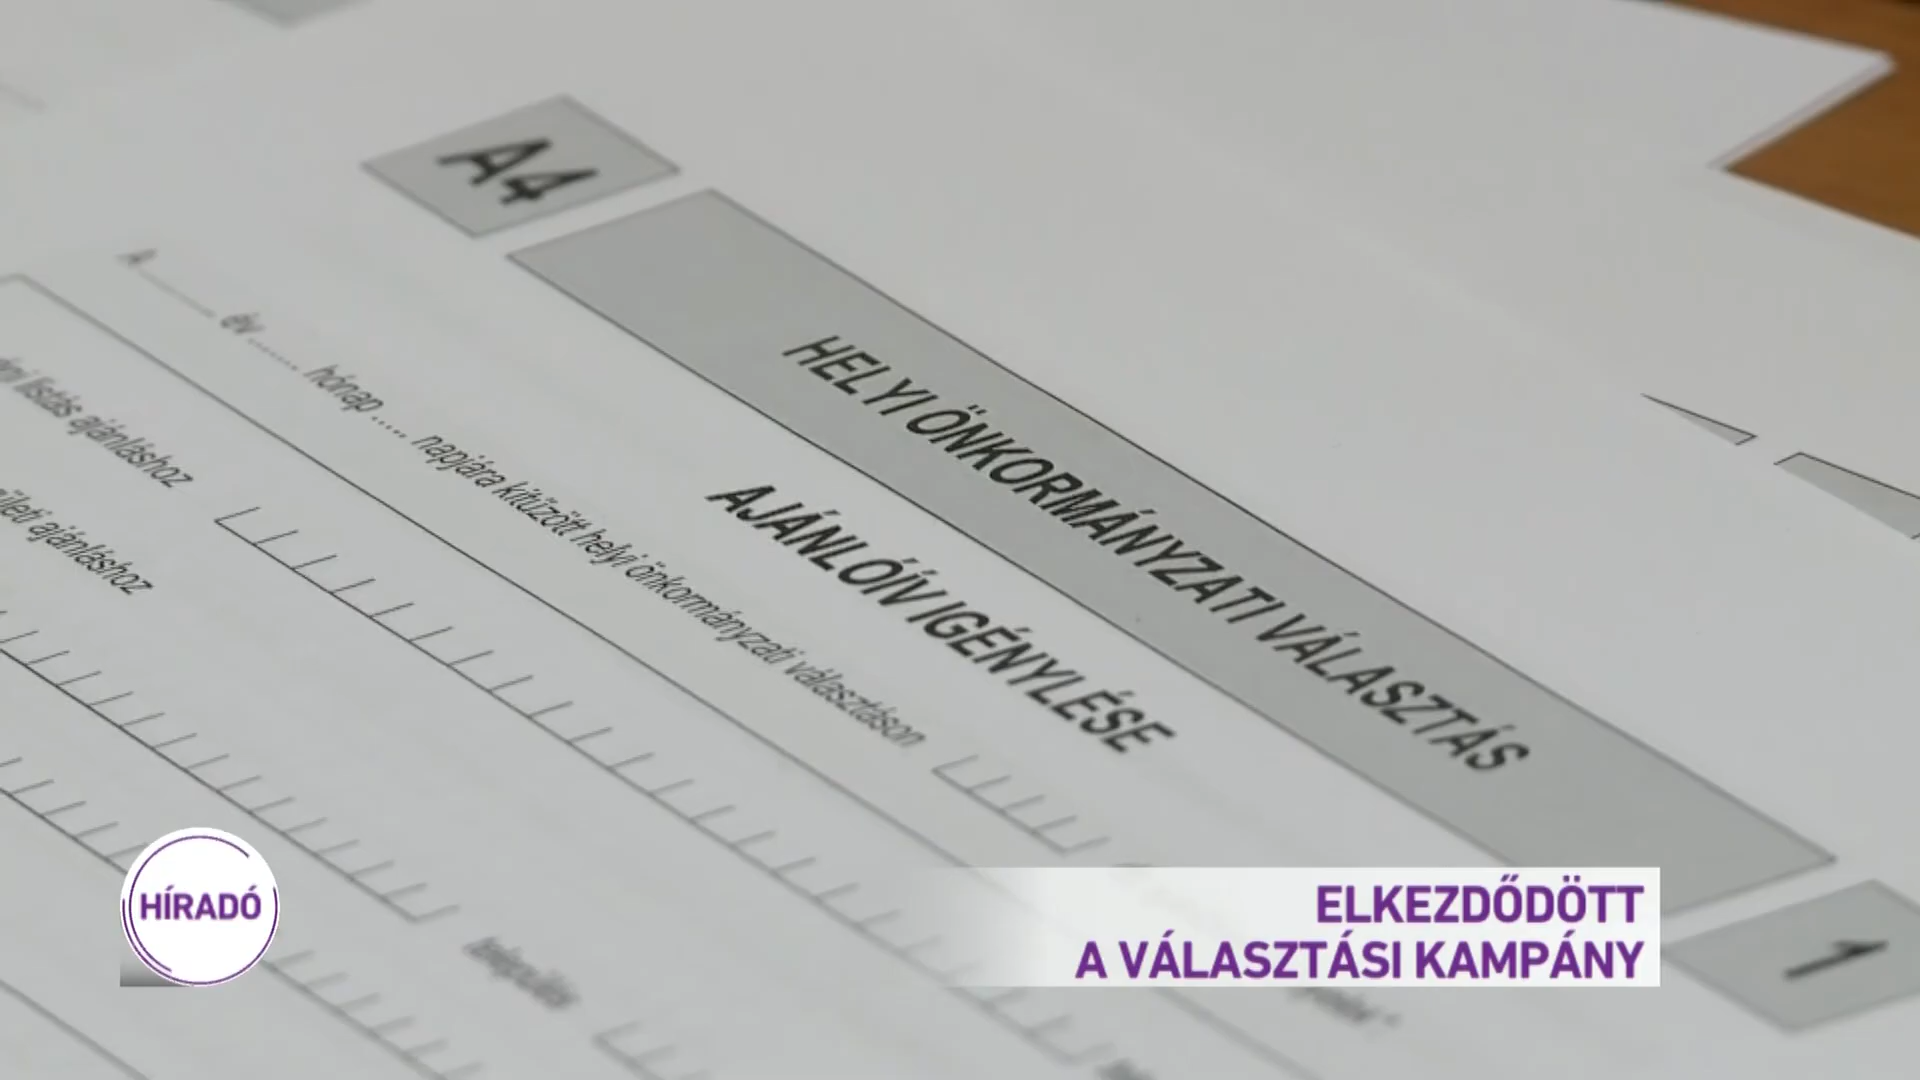 A4
HELYI ÖNKORMÁNYZATI VÁLASZTÁS
1
AJÁNLÓÍV IGÉNYLÉSE
A........ év ....... hónap ..... napjára kitűzött helyi önkormányzati választáson
listás ajánláshoz
ajánláshoz
település
HÍRADÓ
ELKEZDŐDÖTT
A VÁLASZTÁSI KAMPÁNY